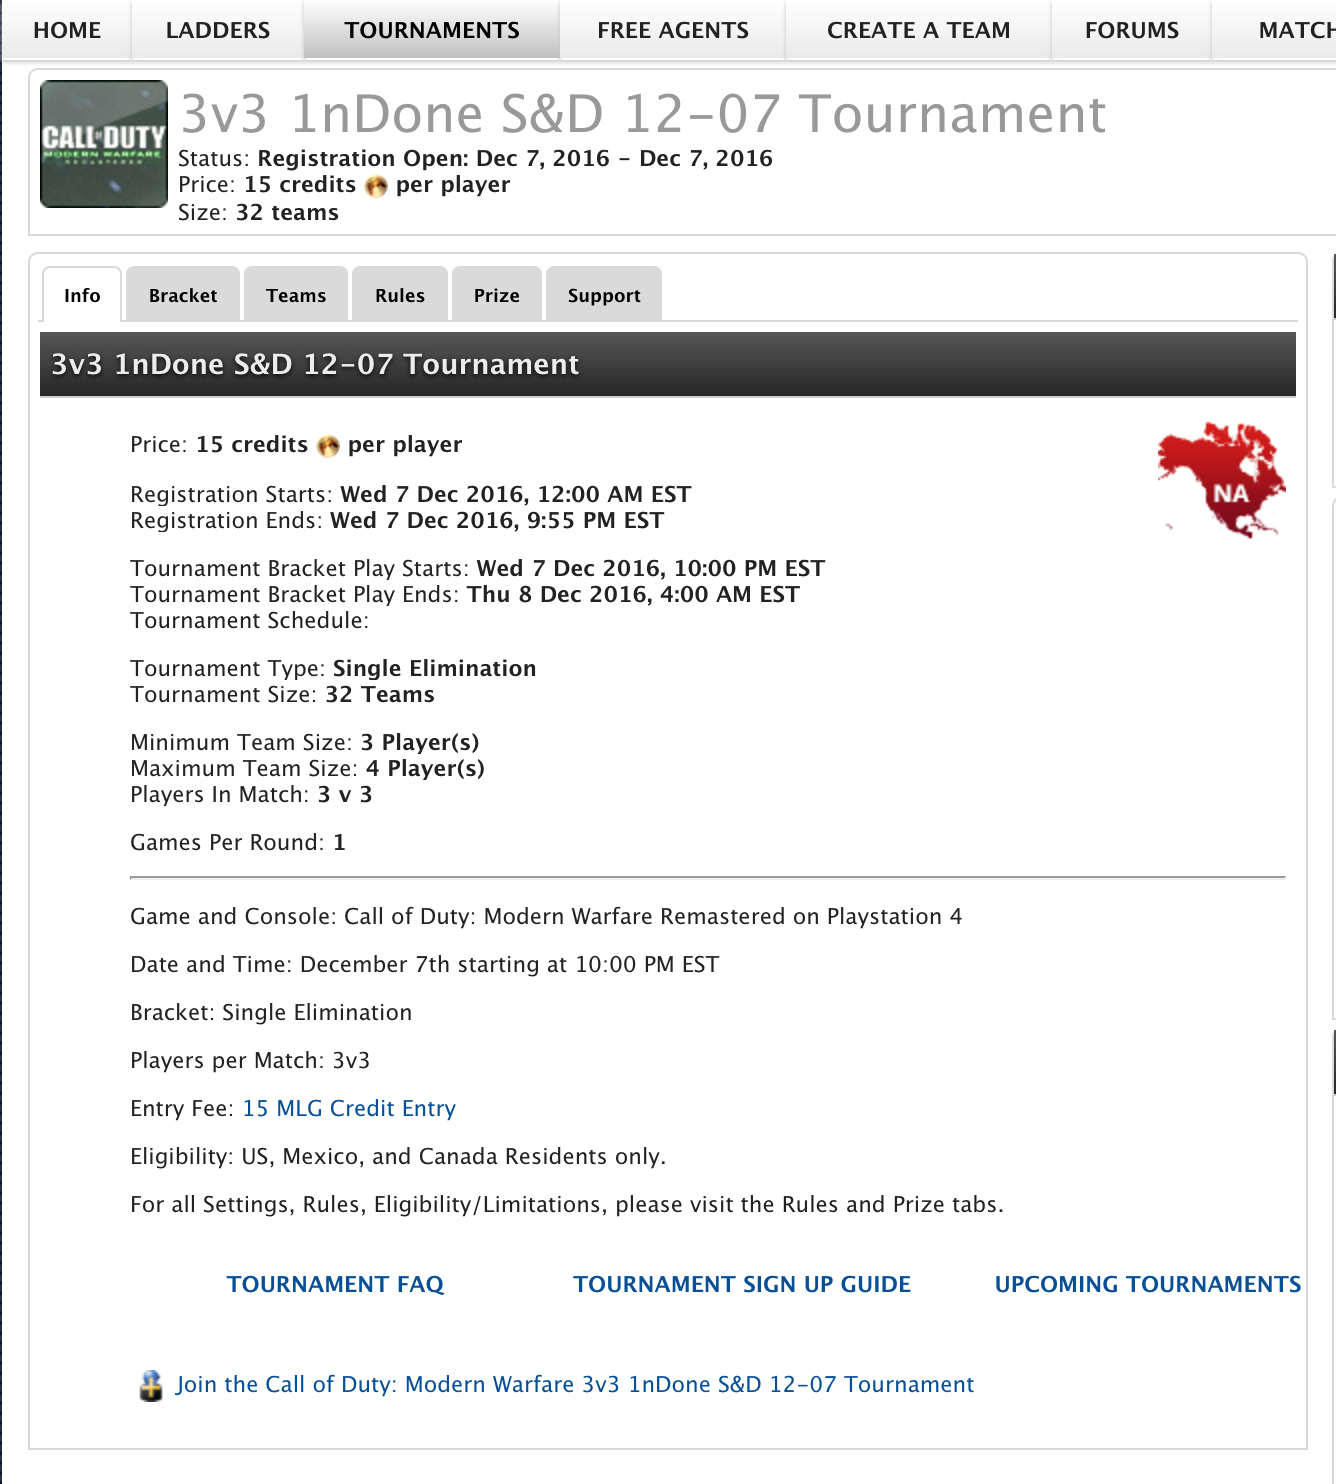 HOME LADDERS TOURNAMENTS FREE AGENTS CREATE A TEAM FORUMS MATCH
3v3 1nDone S&D 12-07 Tournament
CALL OF DUTY
MODERN WARFARE
REMASTERED
Status: Registration Open: Dec 7, 2016 - Dec 7, 2016
Price: 15 credits per player
Size: 32 teams
Info Bracket Teams Rules Prize Support
3v3 1nDone S&D 12-07 Tournament
Price: 15 credits per player
NA
Registration Starts: Wed 7 Dec 2016, 12:00 AM EST
Registration Ends: Wed 7 Dec 2016, 9:55 PM EST
Tournament Bracket Play Starts: Wed 7 Dec 2016, 10:00 PM EST
Tournament Bracket Play Ends: Thu 8 Dec 2016, 4:00 AM EST
Tournament Schedule:
Tournament Type: Single Elimination
Tournament Size: 32 Teams
Minimum Team Size: 3 Player(s)
Maximum Team Size: 4 Player(s)
Players In Match: 3 v 3
Games Per Round: 1
Game and Console: Call of Duty: Modern Warfare Remastered on Playstation 4
Date and Time: December 7th starting at 10:00 PM EST
Bracket: Single Elimination
Players per Match: 3v3
Entry Fee: 15 MLG Credit Entry
Eligibility: US, Mexico, and Canada Residents only.
For all Settings, Rules, Eligibility/Limitations, please visit the Rules and Prize tabs.
TOURNAMENT FAQ TOURNAMENT SIGN UP GUIDE UPCOMING TOURNAMENTS
Join the Call of Duty: Modern Warfare 3v3 1nDone S&D 12-07 Tournament